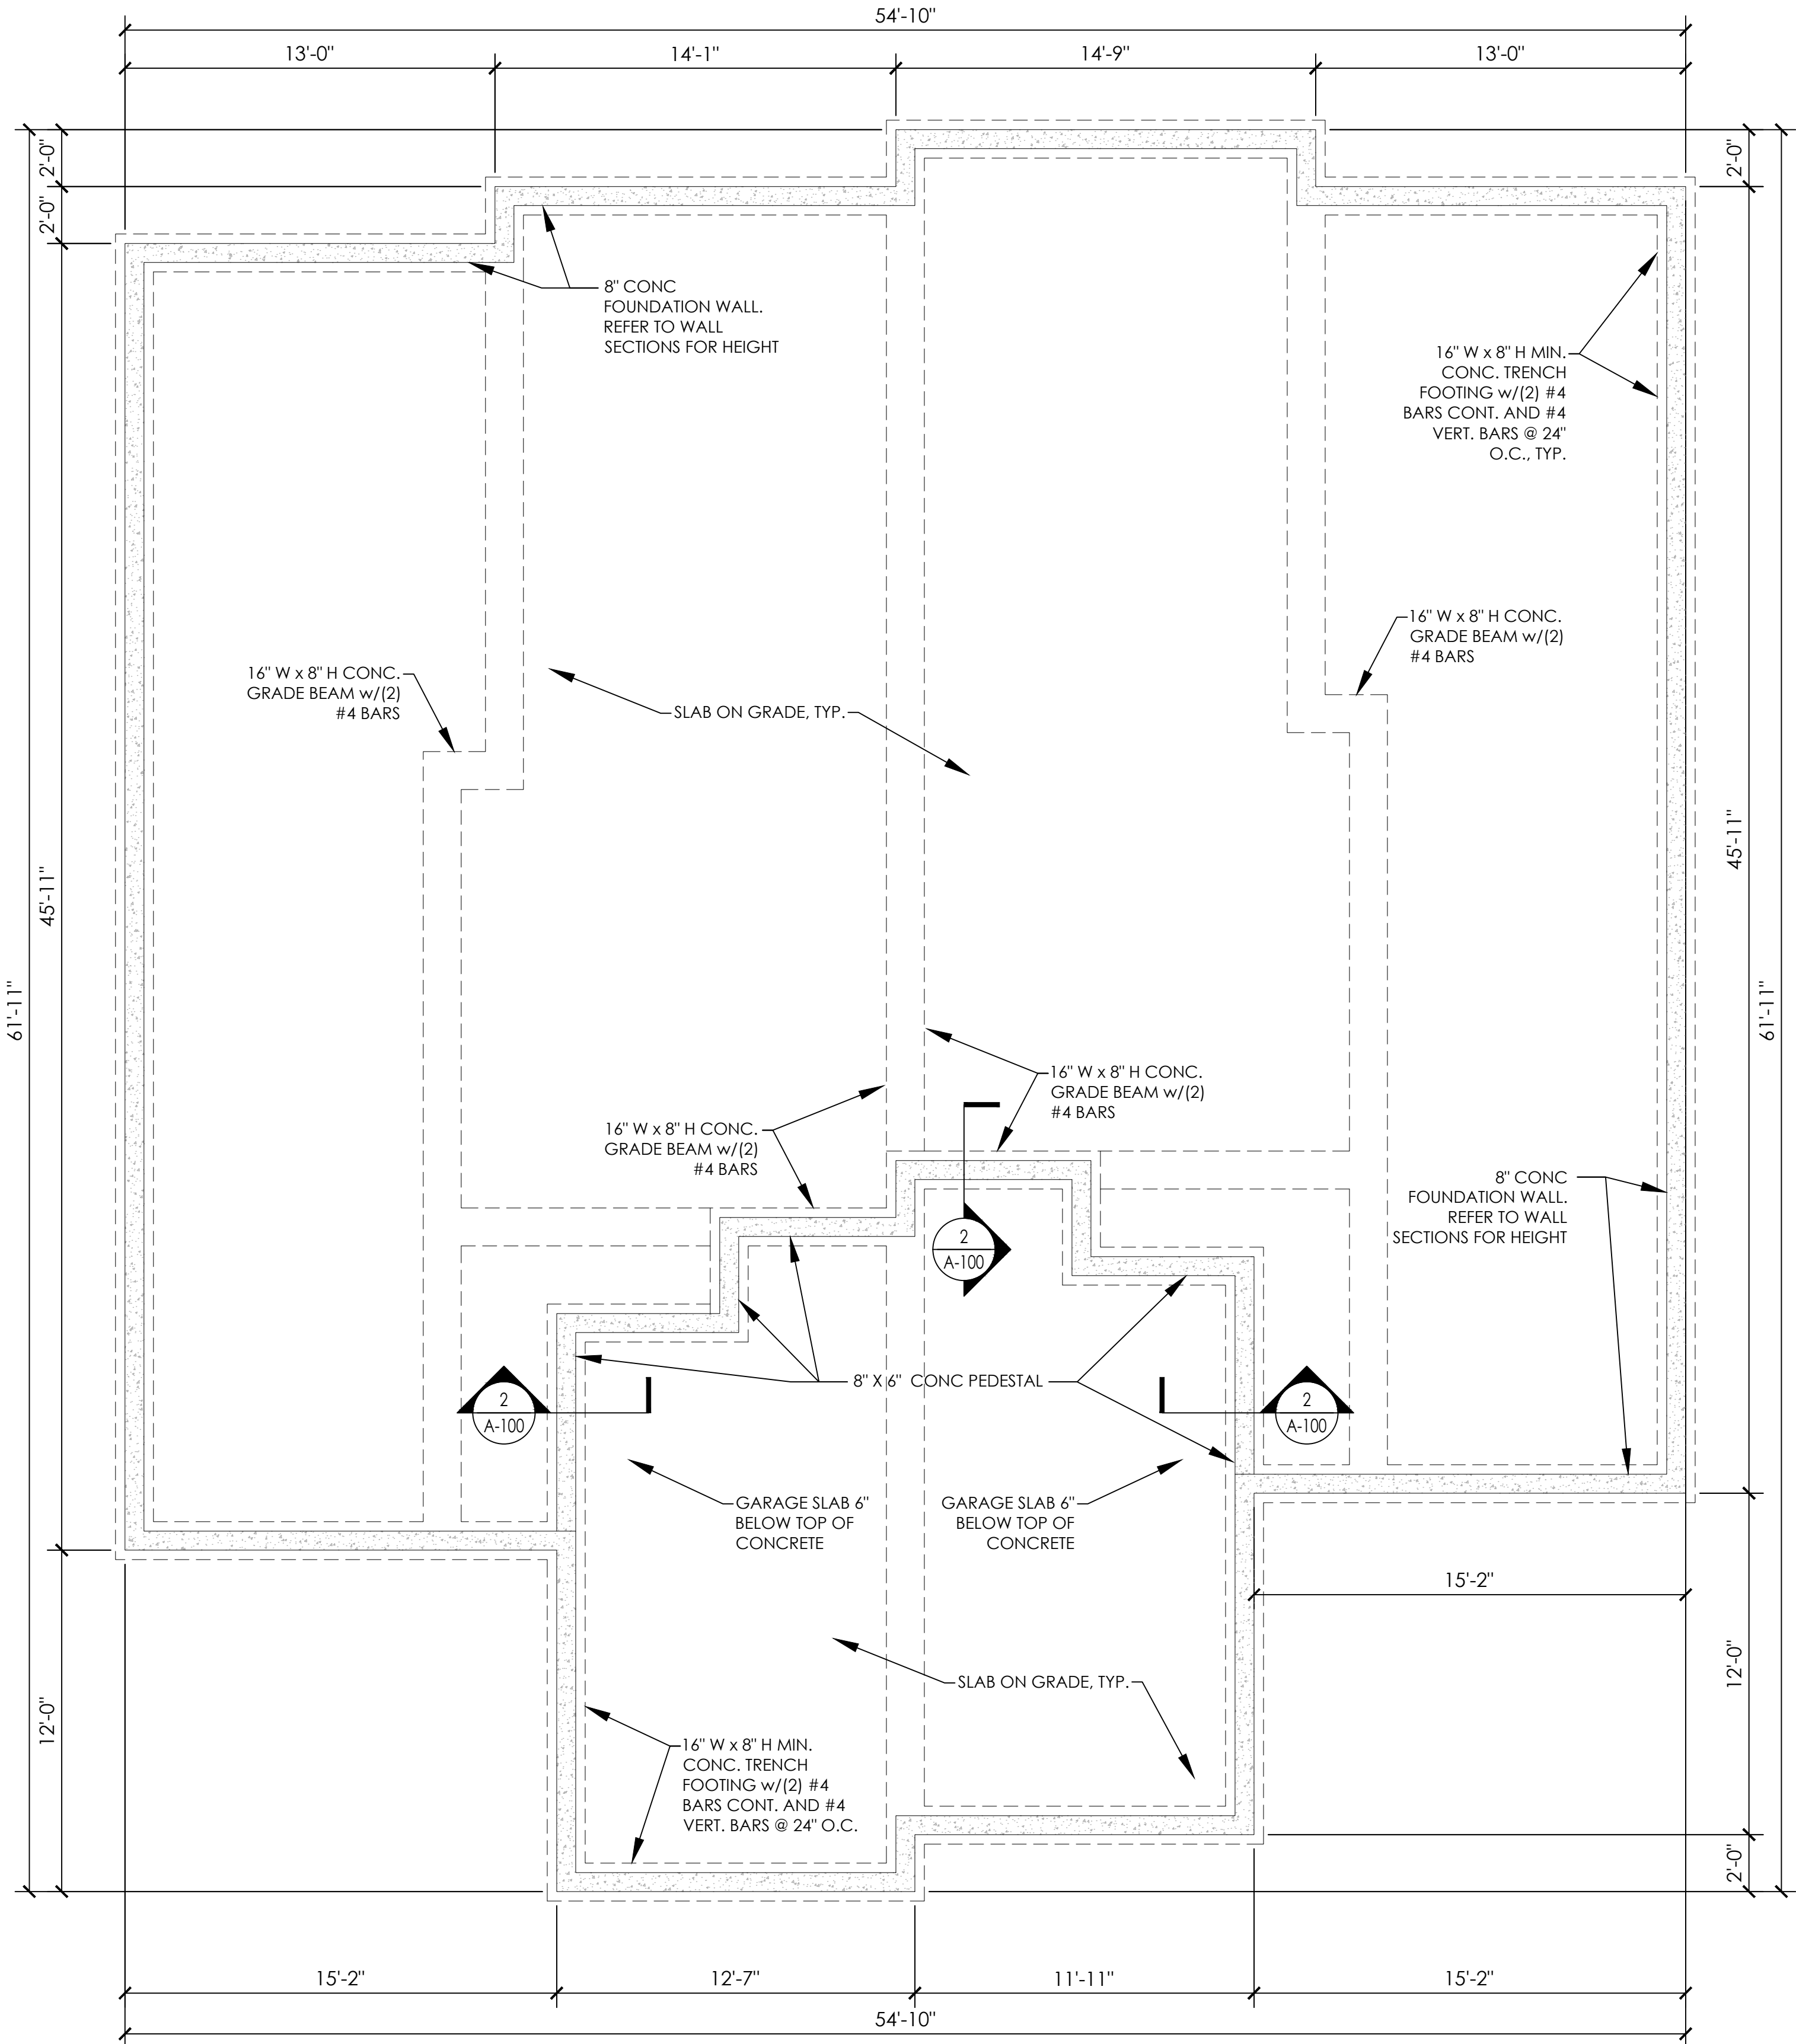 54'-10"
13'-0"
14'-1"
14'-9"
13'-0"
2'-0"
2'-0"
2'-0"
8" CONC
FOUNDATION WALL.
REFER TO WALL
SECTIONS FOR HEIGHT
16" W x 8" H MIN.
CONC. TRENCH
FOOTING w/(2) #4
BARS CONT. AND #4
VERT. BARS @ 24"
O.C., TYP.
16" W x 8" H CONC.
GRADE BEAM w/(2)
#4 BARS
16" W x 8" H CONC.
GRADE BEAM w/(2)
#4 BARS
SLAB ON GRADE, TYP.
45'-11"
45'-11"
61'-11"
61'-11"
16" W x 8" H CONC.
GRADE BEAM w/(2)
#4 BARS
16" W x 8" H CONC.
GRADE BEAM w/(2)
#4 BARS
8" CONC
FOUNDATION WALL.
REFER TO WALL
SECTIONS FOR HEIGHT
2
A-100
8" X 6" CONC PEDESTAL
2
A-100
2
A-100
GARAGE SLAB 6"
BELOW TOP OF
CONCRETE
GARAGE SLAB 6"
BELOW TOP OF
CONCRETE
15'-2"
12'-0"
12'-0"
SLAB ON GRADE, TYP.
16" W x 8" H MIN.
CONC. TRENCH
FOOTING w/(2) #4
BARS CONT. AND #4
VERT. BARS @ 24" O.C.
2'-0"
15'-2"
12'-7"
11'-11"
15'-2"
54'-10"